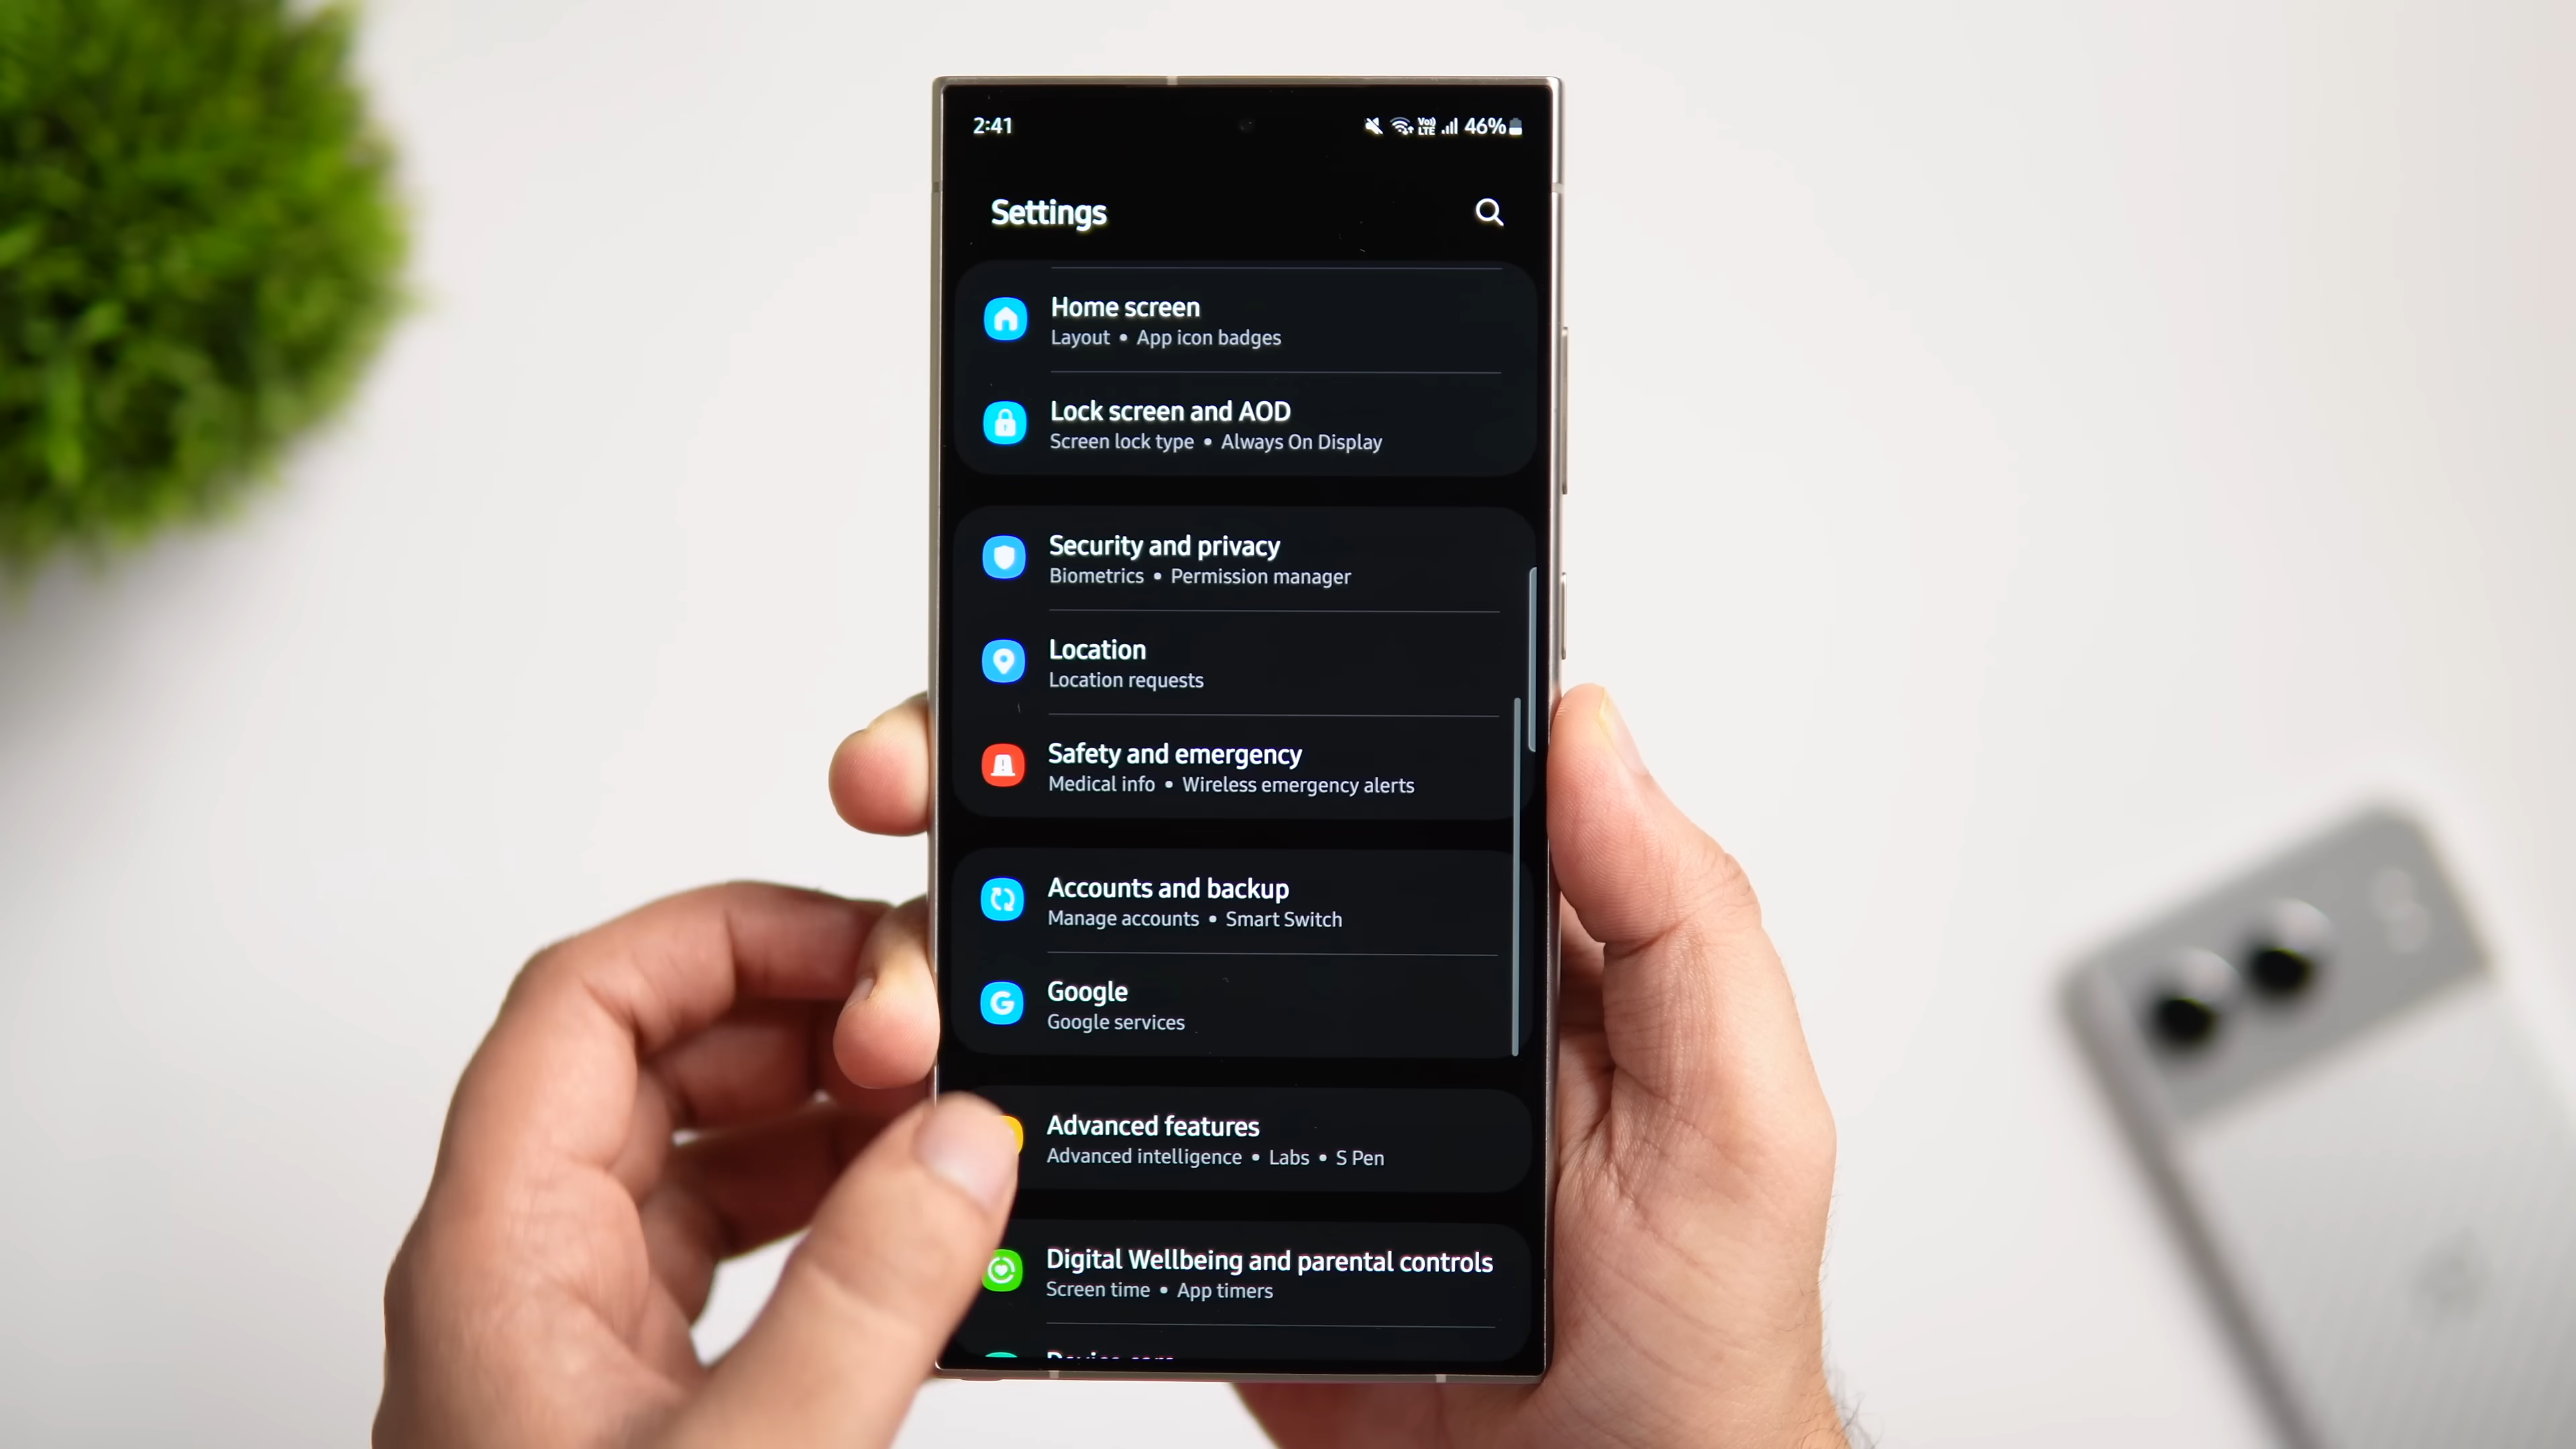 2:41
Vo) LTE 46%
Settings
Home screen
Layout • App icon badges
Lock screen and AOD
Screen lock type • Always On Display
Security and privacy
Biometrics • Permission manager
Location
Location requests
Safety and emergency
Medical info • Wireless emergency alerts
Accounts and backup
Manage accounts • Smart Switch
Google
Google services
Advanced features
Advanced intelligence • Labs • S Pen
Digital Wellbeing and parental controls
Screen time • App timers